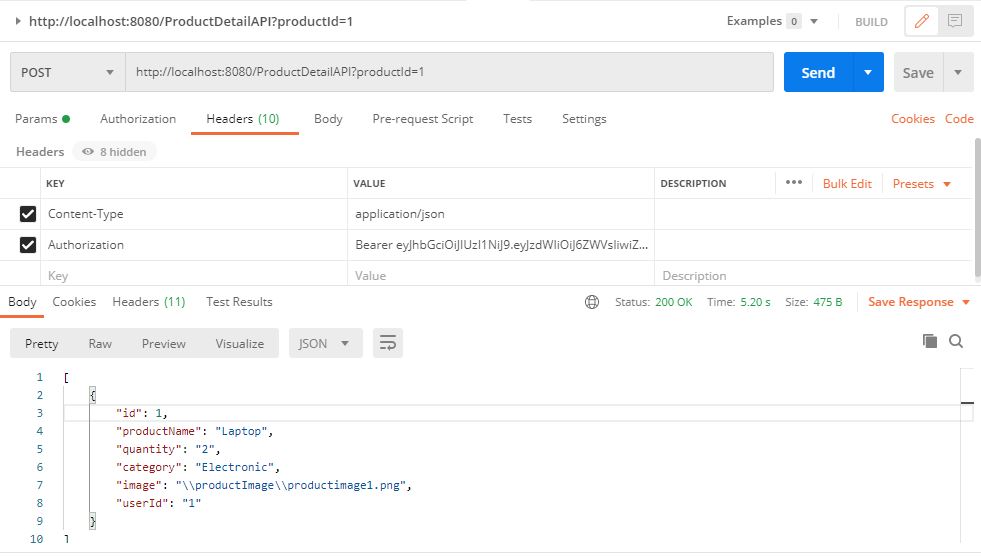 http://localhost:8080/ProductDetailAPI?productId=1 Examples 0 BUILD
POST http://localhost:8080/ProductDetailAPI?productId=1 Send Save
Params Authorization Headers (10) Body Pre-request Script Tests Settings Cookies Code
Headers 8 hidden
KEY VALUE DESCRIPTION ••• Bulk Edit Presets
Content-Type application/json
Authorization Bearer eyJhbGciOiJIUzI1NiJ9.eyJzdWIiOiJ6ZWVsIiwiZ...
Key Value Description
Body Cookies Headers (11) Test Results Status: 200 OK Time: 5.20 s Size: 475 B Save Response
Pretty Raw Preview Visualize JSON
1 [
2 {
3 "id": 1,
4 "productName": "Laptop",
5 "quantity": "2",
6 "category": "Electronic",
7 "image": "\\productImage\\productimage1.png",
8 "userId": "1"
9 }
10 ]